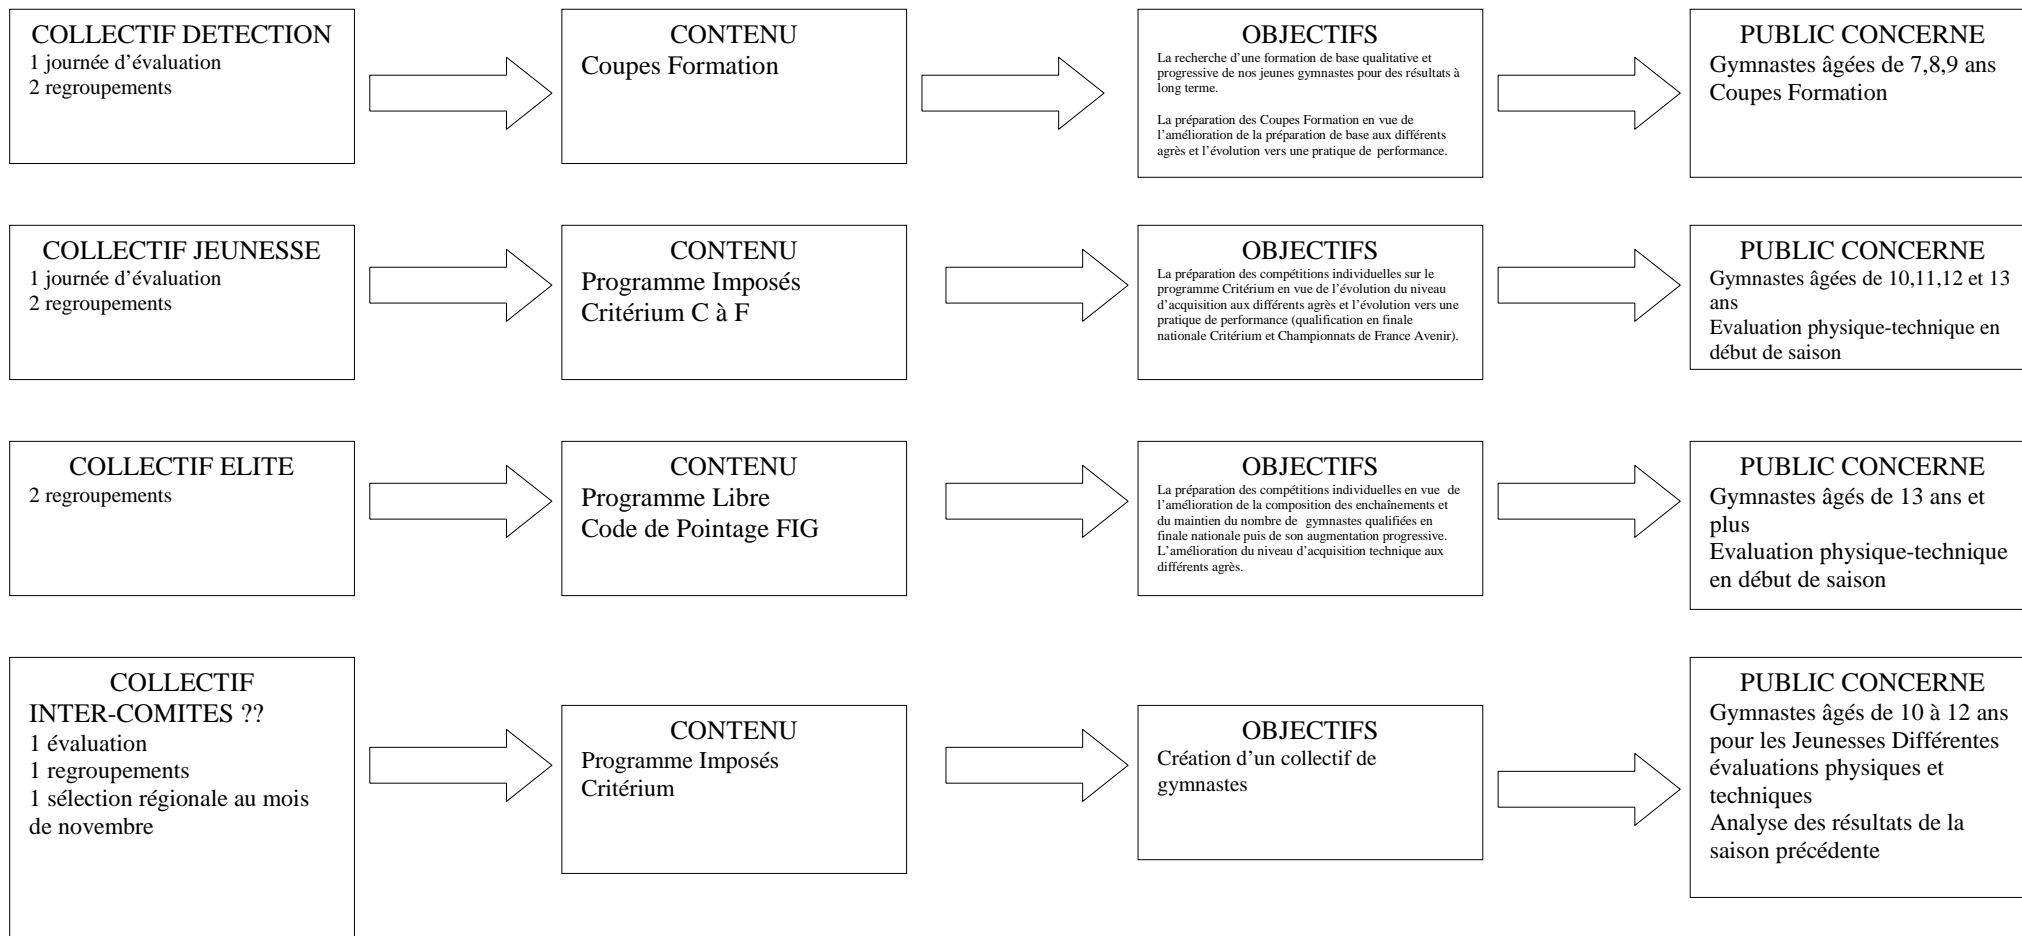 COLLECTIF DETECTION
1 journée d’évaluation
2 regroupements
CONTENU
Coupes Formation
OBJECTIFS
La recherche d’une formation de base qualitative et
progressive de nos jeunes gymnastes pour des résultats à
long terme.
La préparation des Coupes Formation en vue de
l’amélioration de la préparation de base aux différents
agrès et l’évolution vers une pratique de performance.
PUBLIC CONCERNE
Gymnastes âgées de 7,8,9 ans
Coupes Formation
COLLECTIF JEUNESSE
1 journée d’évaluation
2 regroupements
CONTENU
Programme Imposés
Critérium C à F
OBJECTIFS
La préparation des compétitions individuelles sur le
programme Critérium en vue de l’évolution du niveau
d’acquisition aux différents agrès et l’évolution vers une
pratique de performance (qualification en finale
nationale Critérium et Championnats de France Avenir).
PUBLIC CONCERNE
Gymnastes âgées de 10,11,12 et 13
ans
Evaluation physique-technique en
début de saison
COLLECTIF ELITE
2 regroupements
CONTENU
Programme Libre
Code de Pointage FIG
OBJECTIFS
La préparation des compétitions individuelles en vue de
l’amélioration de la composition des enchaînements et
du maintien du nombre de gymnastes qualifiées en
finale nationale puis de son augmentation progressive.
L’amélioration du niveau d’acquisition technique aux
différents agrès.
PUBLIC CONCERNE
Gymnastes âgés de 13 ans et
plus
Evaluation physique-technique
en début de saison
COLLECTIF
INTER-COMITES ??
1 évaluation
1 regroupements
1 sélection régionale au mois
de novembre
CONTENU
Programme Imposés
Critérium
OBJECTIFS
Création d’un collectif de
gymnastes
PUBLIC CONCERNE
Gymnastes âgés de 10 à 12 ans
pour les Jeunesses Différentes
évaluations physiques et
techniques
Analyse des résultats de la
saison précédente